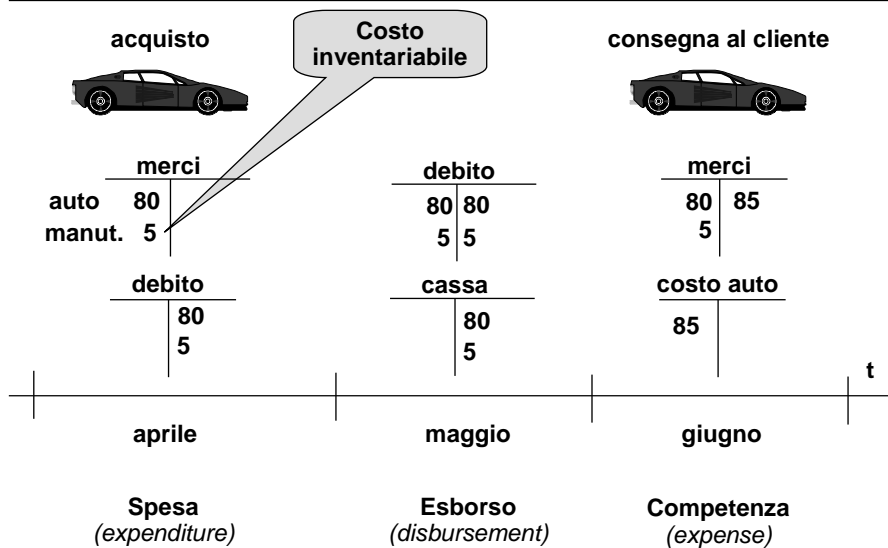 acquisto
Costo
inventariabile
consegna al cliente
merci
auto 80
manut. 5
debito
80
5
debito
80 80
5 5
cassa
80
5
merci
80 85
5
costo auto
85
t
aprile
maggio
giugno
Spesa
(expenditure)
Esborso
(disbursement)
Competenza
(expense)